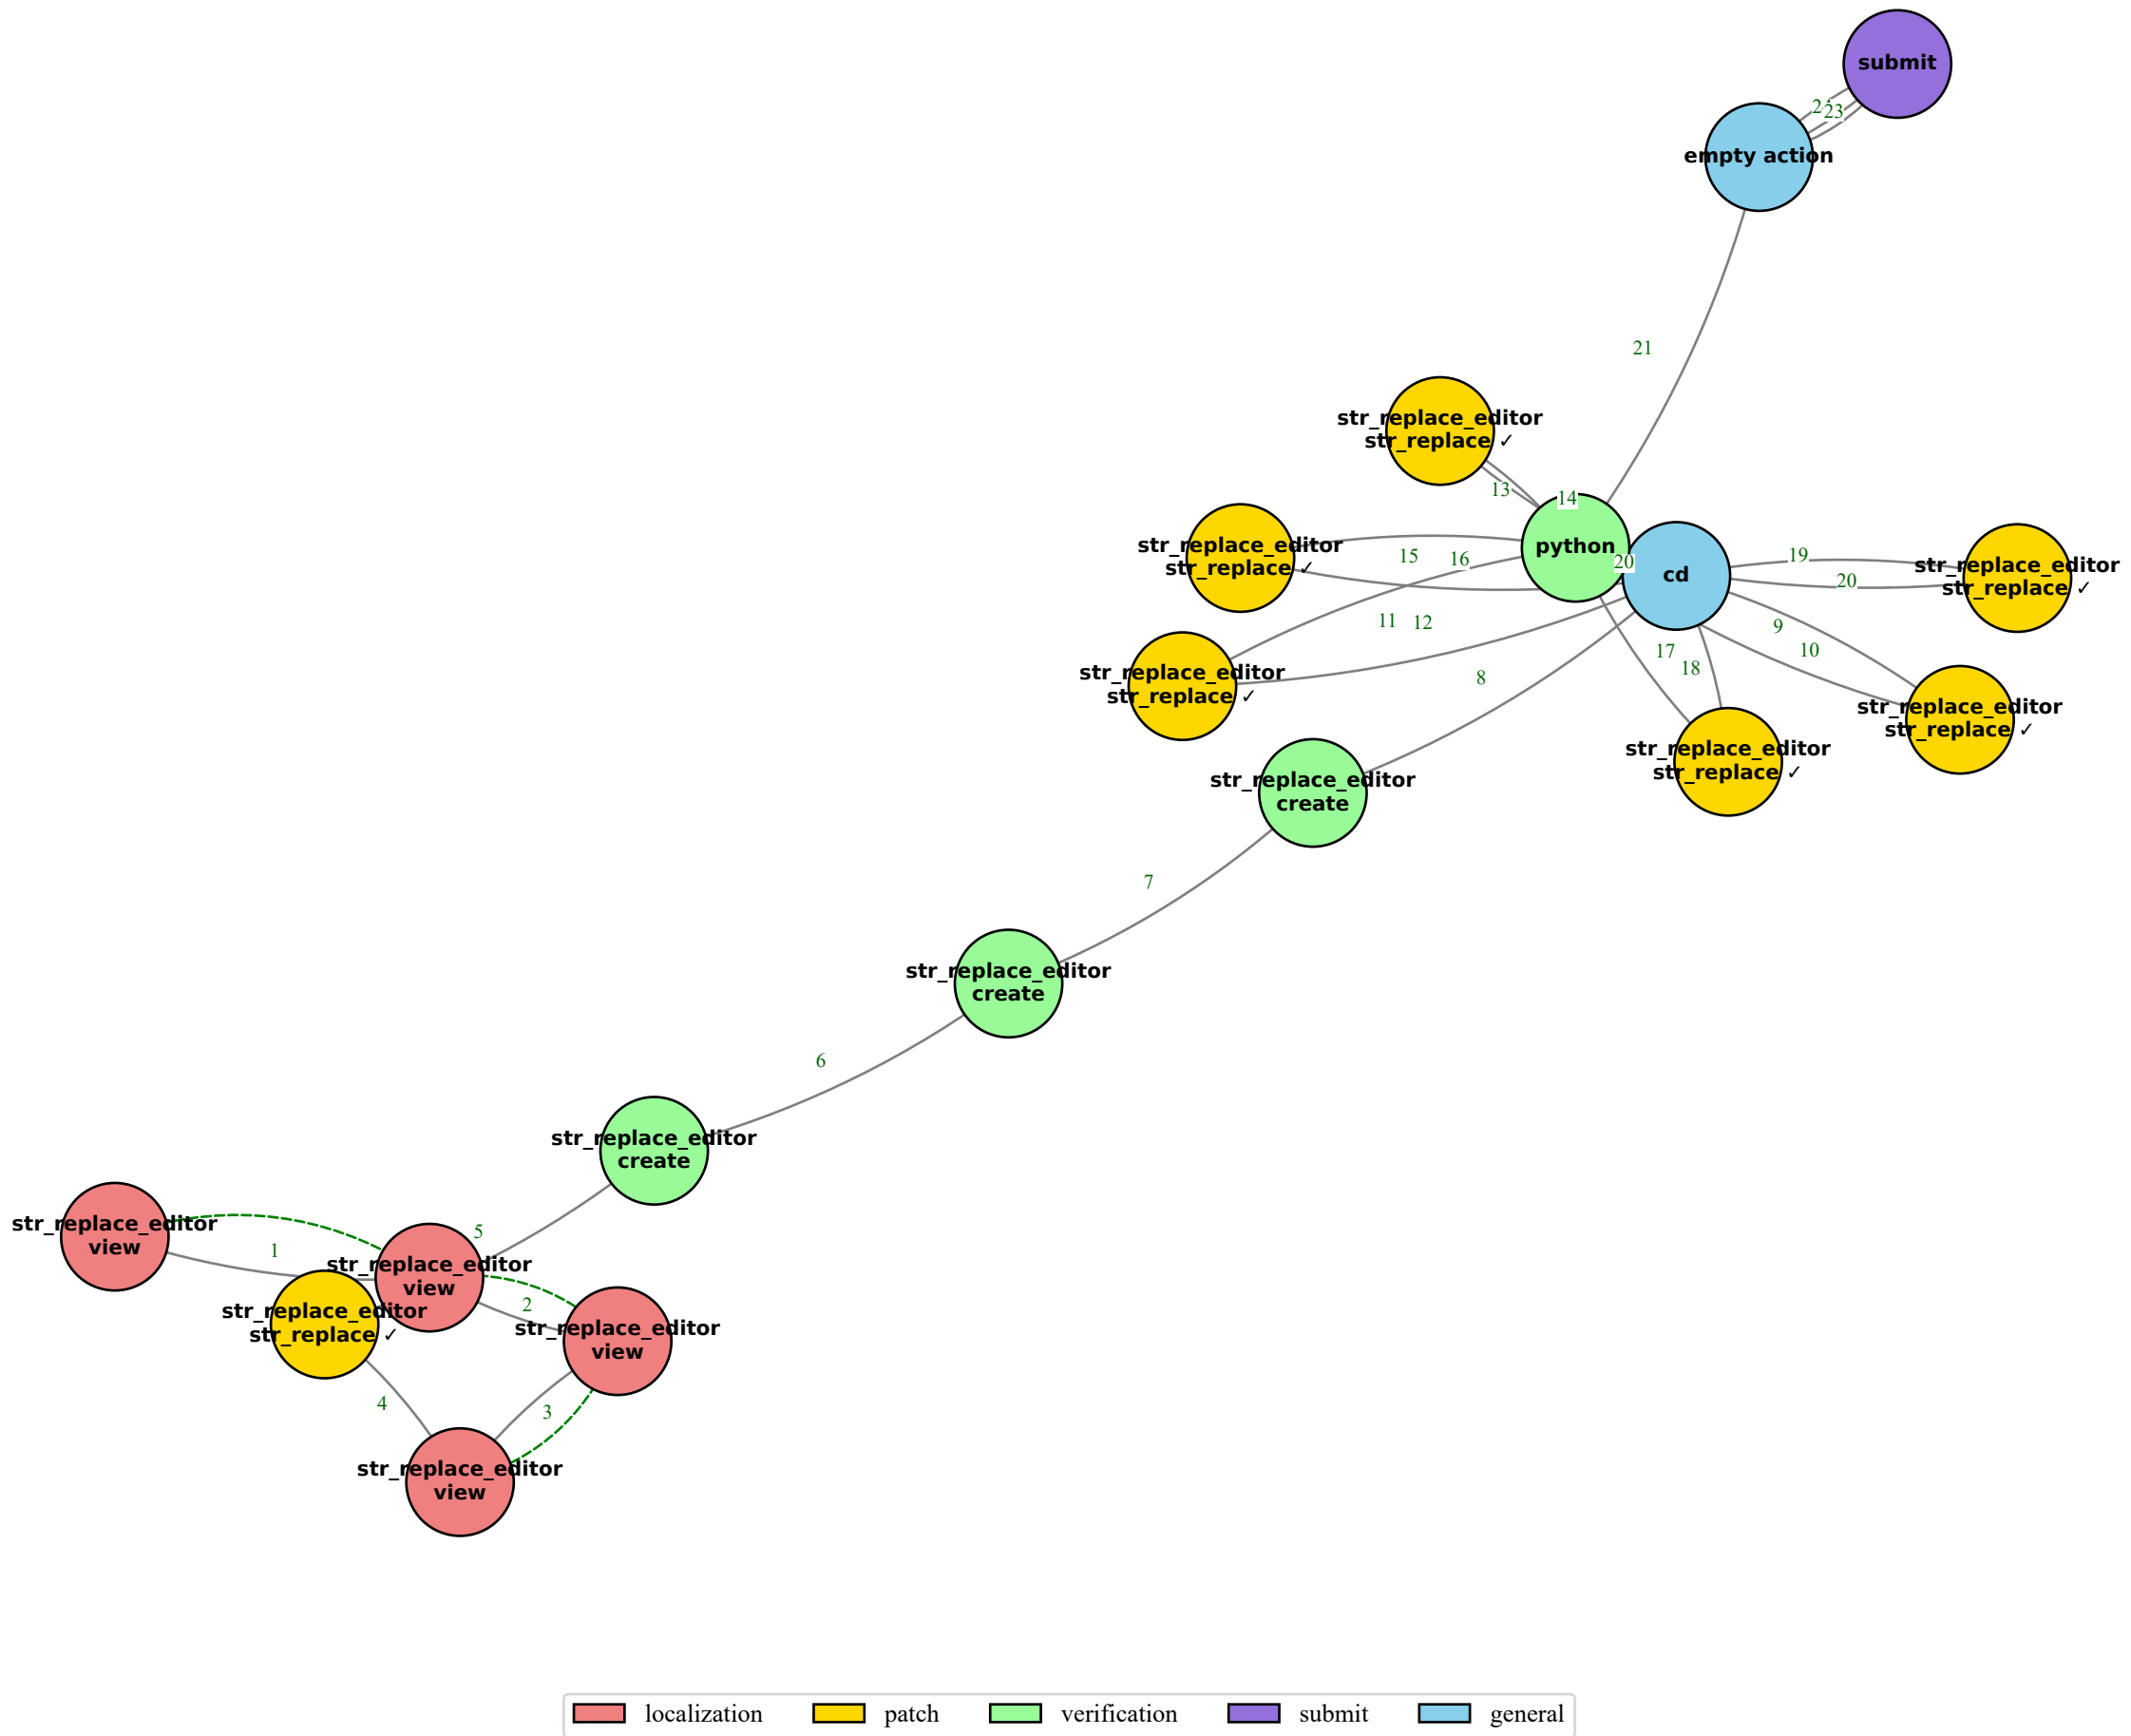 submit
24
23
empty action
21
str_replace_editor
str_replace ✓
13
14
python
str_replace_editor
str_replace ✓
15
16
20
cd
19
20
str_replace_editor
str_replace ✓
11
12
9
10
17
18
8
str_replace_editor
str_replace ✓
str_replace_editor
str_replace ✓
str_replace_editor
str_replace ✓
str_replace_editor
create
7
str_replace_editor
create
6
str_replace_editor
create
str_replace_editor
view
1
5
str_replace_editor
view
2
str_replace_editor
str_replace ✓
str_replace_editor
view
4
3
str_replace_editor
view
localization
patch
verification
submit
general